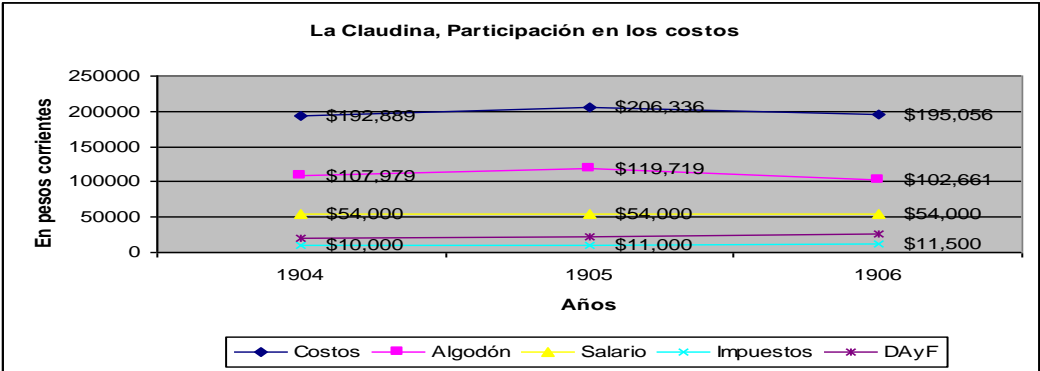 La Claudina, Participación en los costos
En pesos corrientes
250000
200000
150000
100000
50000
0
$192,889
$206,336
$195,056
$107,979
$119,719
$102,661
$54,000
$54,000
$54,000
$10,000
$11,000
$11,500
1904
1905
1906
Años
Costos
Algodón
Salario
Impuestos
DAyF